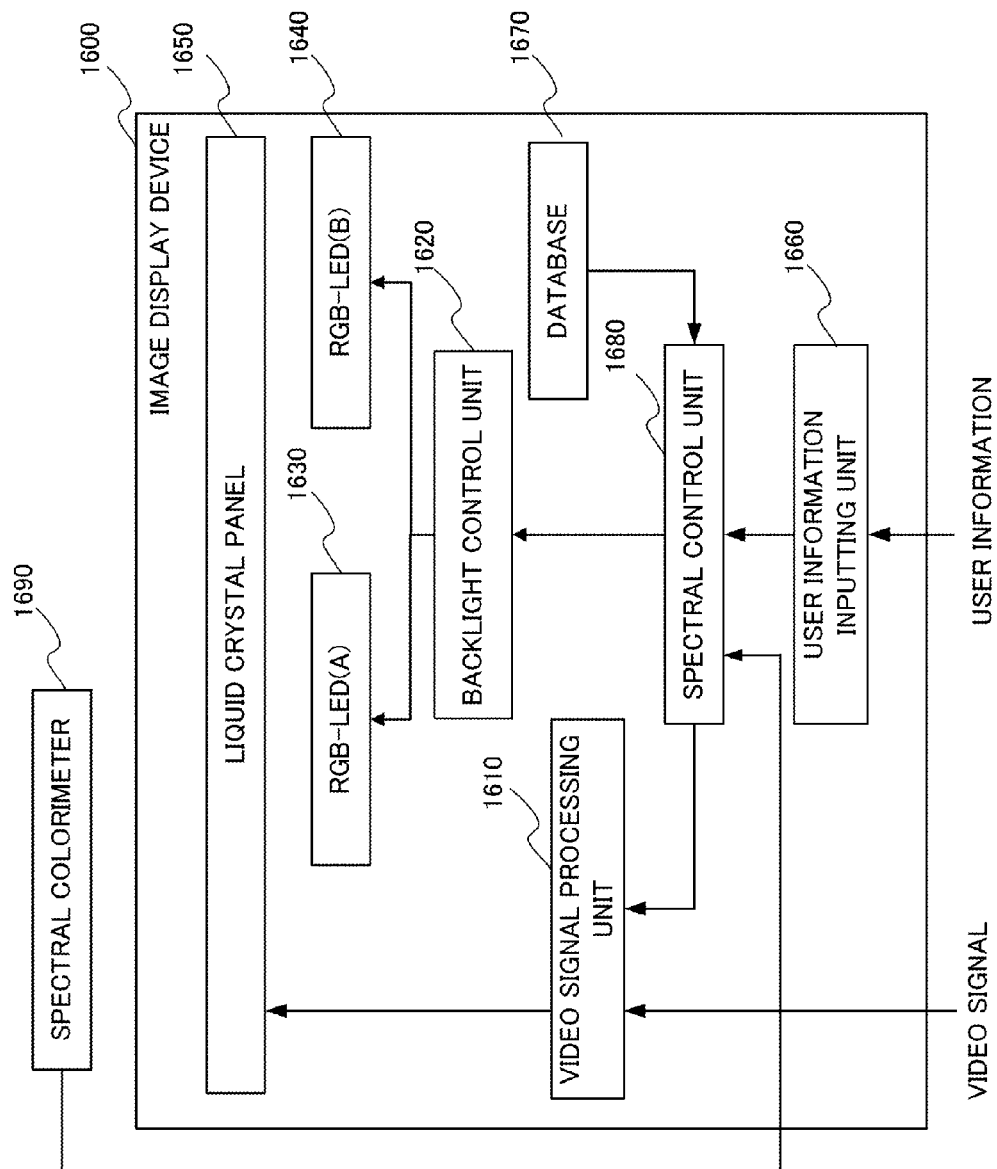 1690
SPECTRAL COLORIMETER
1600
IMAGE DISPLAY DEVICE
1650
LIQUID CRYSTAL PANEL
1630
RGB-LED(A)
1640
RGB-LED(B)
1620
BACKLIGHT CONTROL UNIT
1670
DATABASE
1610
VIDEO SIGNAL PROCESSING
UNIT
1680
SPECTRAL CONTROL UNIT
1660
USER INFORMATION
INPUTTING UNIT
VIDEO SIGNAL
USER INFORMATION